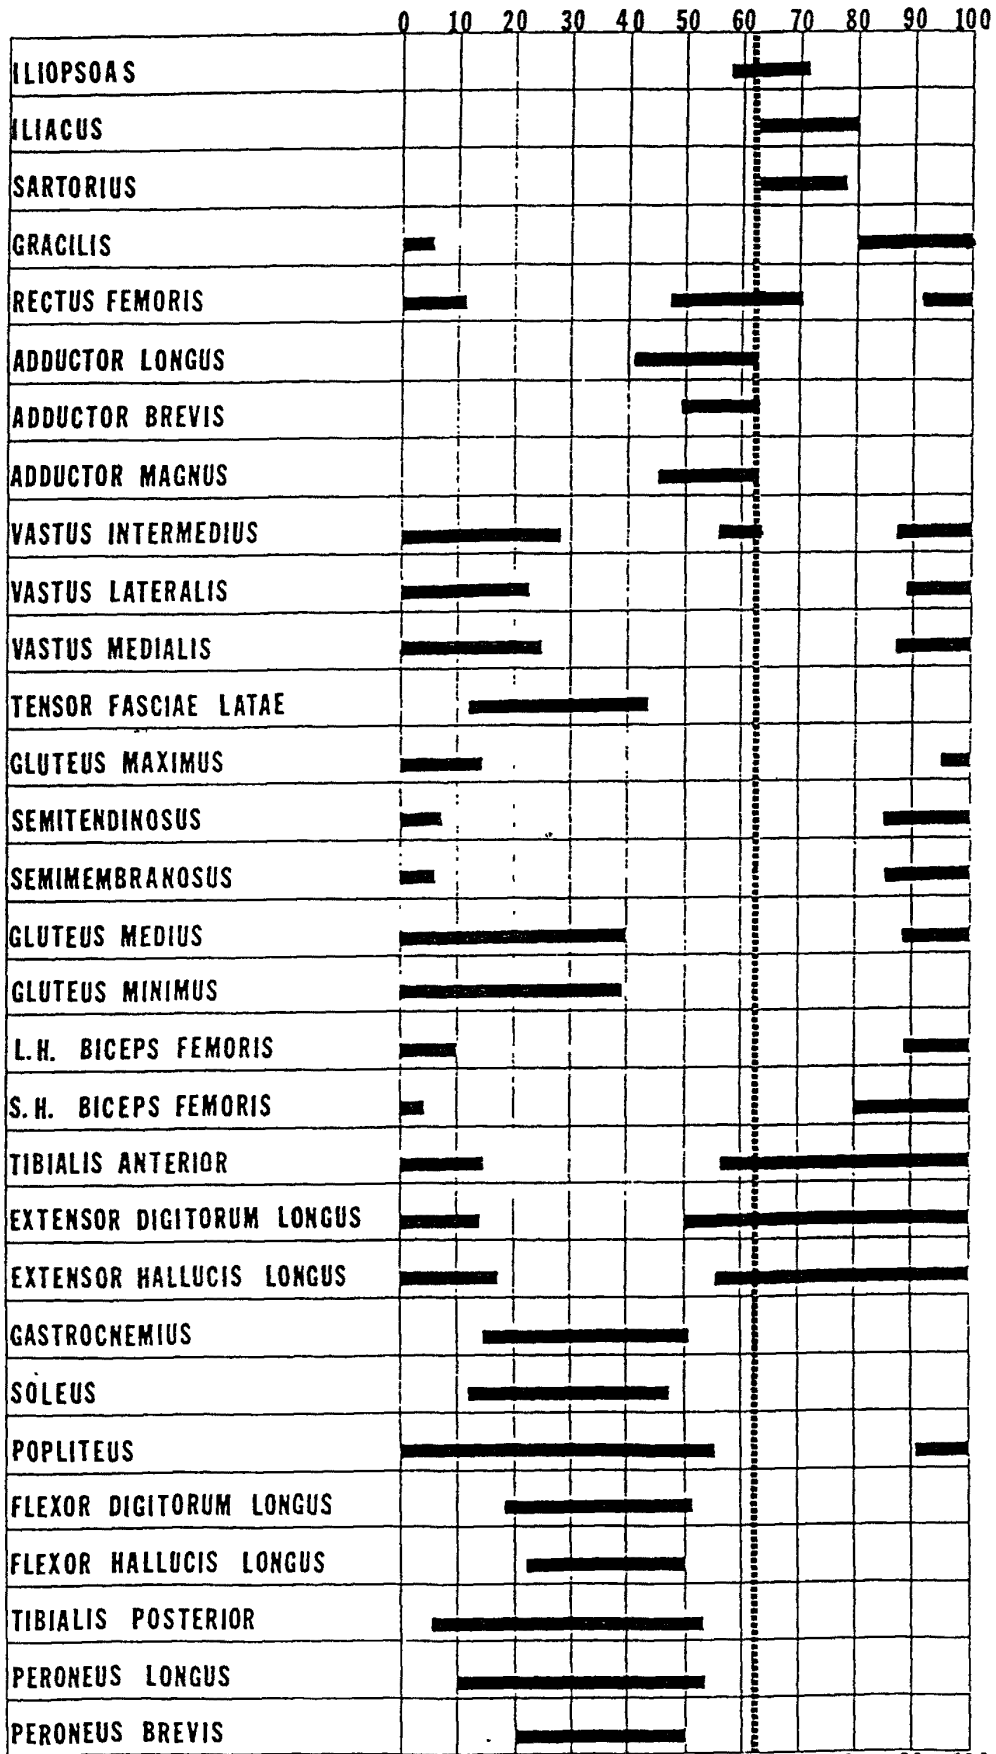 0 10 20 30 40 50 60 70 80 90 100
ILIOPSOAS
ILIACUS
SARTORIUS
GRACILIS
RECTUS FEMORIS
ADDUCTOR LONGUS
ADDUCTOR BREVIS
ADDUCTOR MAGNUS
VASTUS INTERMEDIUS
VASTUS LATERALIS
VASTUS MEDIALIS
TENSOR FASCIAE LATAE
GLUTEUS MAXIMUS
SEMITENDINOSUS
SEMIMEMBRANOSUS
GLUTEUS MEDIUS
GLUTEUS MINIMUS
L.H. BICEPS FEMORIS
S.H. BICEPS FEMORIS
TIBIALIS ANTERIOR
EXTENSOR DIGITORUM LONGUS
EXTENSOR HALLUCIS LONGUS
GASTROCNEMIUS
SOLEUS
POPLITEUS
FLEXOR DIGITORUM LONGUS
FLEXOR HALLUCIS LONGUS
TIBIALIS POSTERIOR
PERONEUS LONGUS
PERONEUS BREVIS